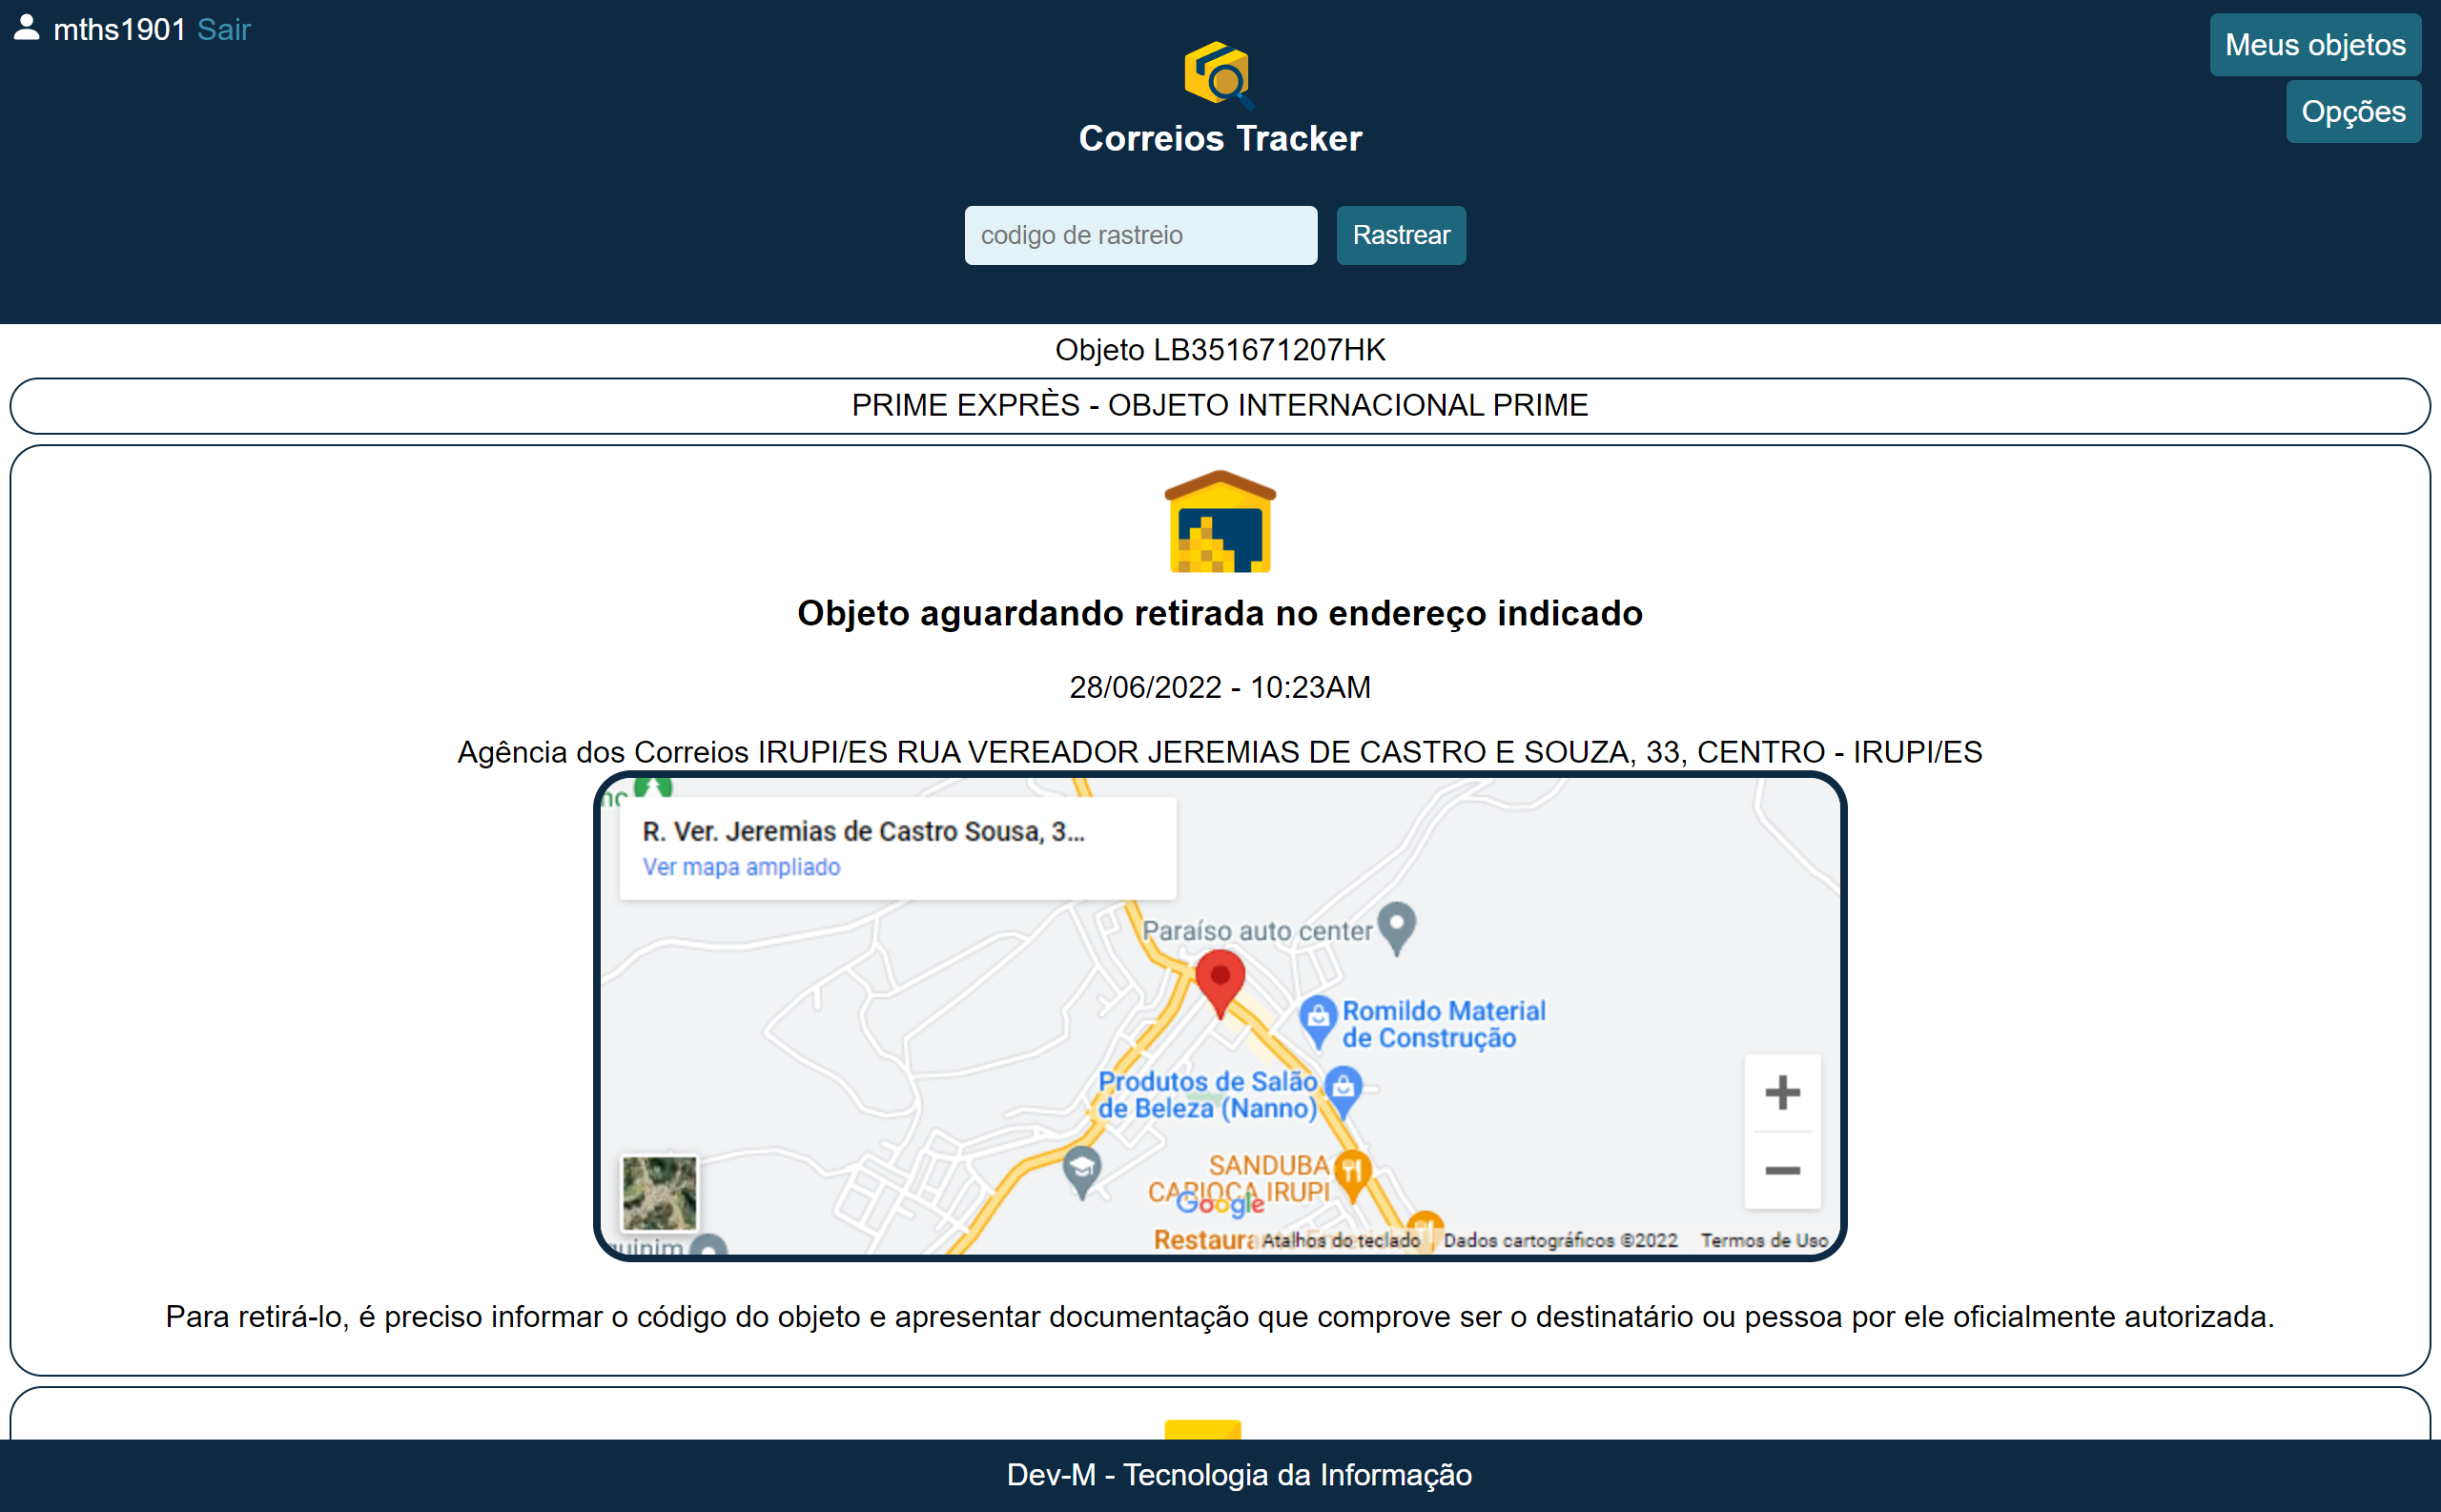 mths1901 Sair
Meus objetos
Opções
Correios Tracker
codigo de rastreio
Rastrear
Objeto LB351671207HK
PRIME EXPRÈS - OBJETO INTERNACIONAL PRIME
Objeto aguardando retirada no endereço indicado
28/06/2022 - 10:23AM
Agência dos Correios IRUPI/ES RUA VEREADOR JEREMIAS DE CASTRO E SOUZA, 33, CENTRO - IRUPI/ES
R. Ver. Jeremias de Castro Sousa, 3...
Ver mapa ampliado
Paraíso auto center
Romildo Material
de Construção
Produtos de Salão
de Beleza (Nanno)
SANDUBA
CARIOCA IRUPI
Google
Atalhos do teclado
Dados cartográficos ©2022
Termos de Uso
Para retirá-lo, é preciso informar o código do objeto e apresentar documentação que comprove ser o destinatário ou pessoa por ele oficialmente autorizada.
Dev-M - Tecnologia da Informação